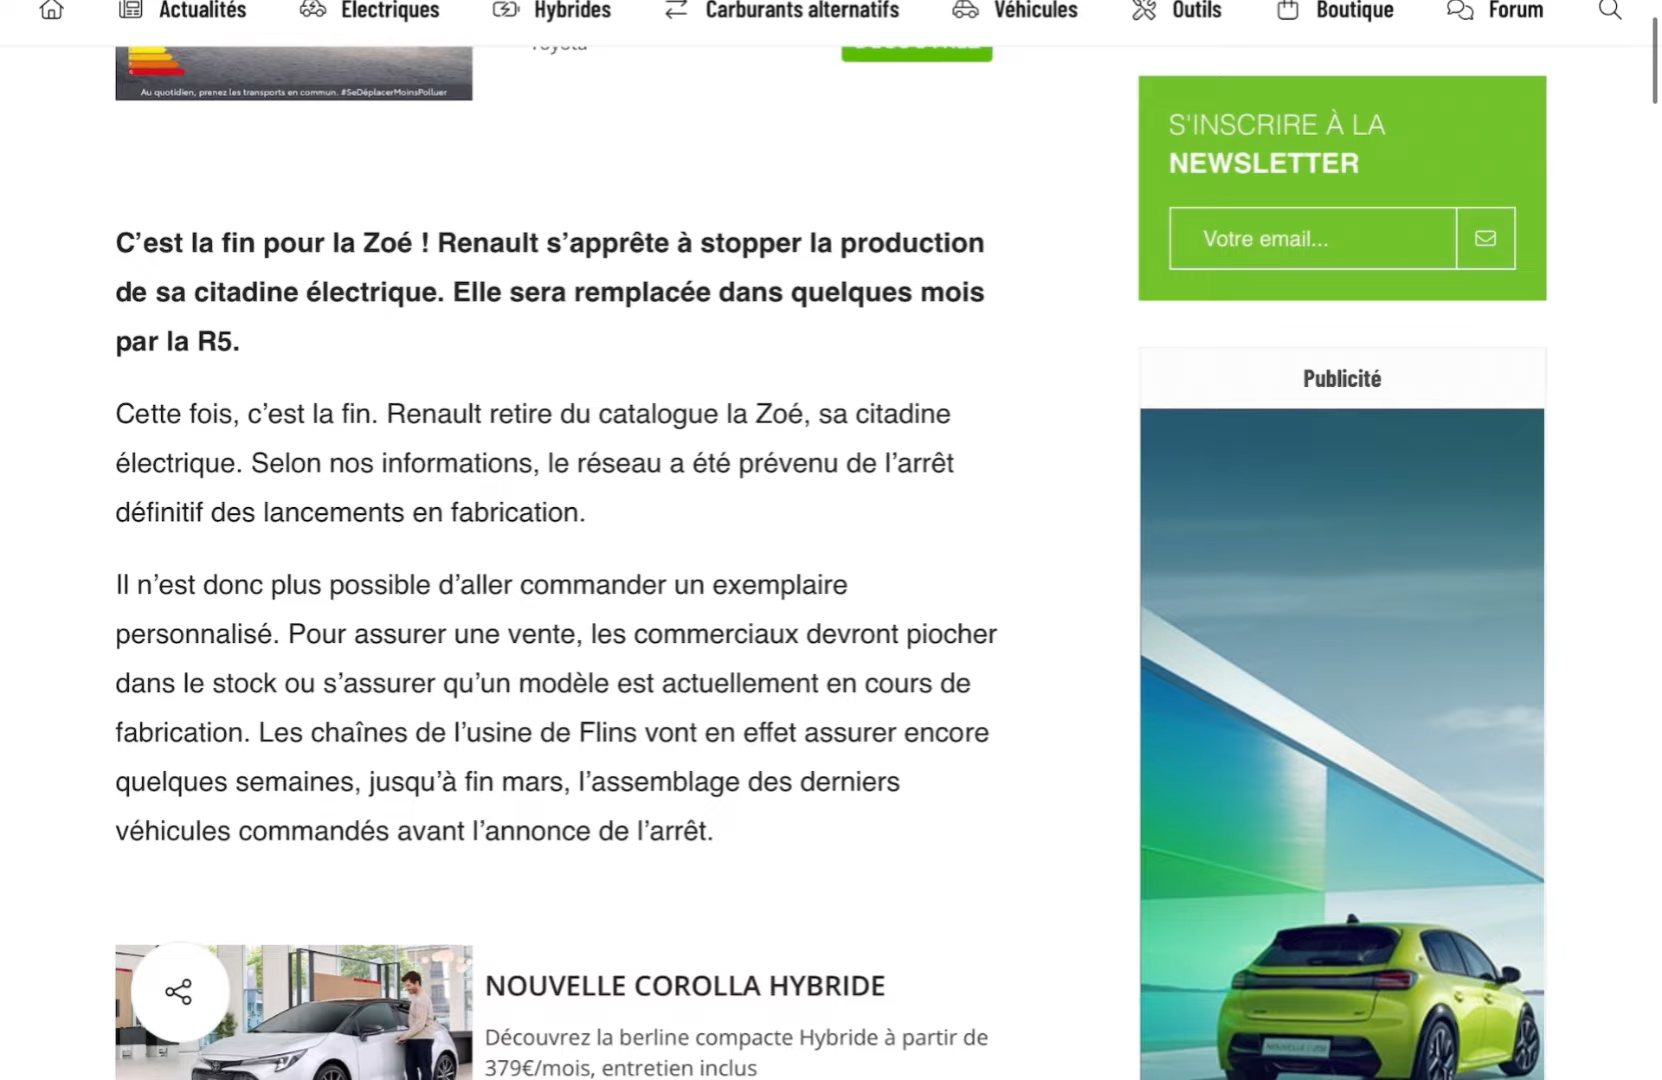 Actualités
Electriques
Hybrides
Carburants alternatifs
Véhicules
Outils
Boutique
Forum
Toyota
Au quotidien, prenez les transports en commun. #SeDéplacerMoinsPolluer
C’est la fin pour la Zoé ! Renault s’apprête à stopper la production
de sa citadine électrique. Elle sera remplacée dans quelques mois
par la R5.
Cette fois, c’est la fin. Renault retire du catalogue la Zoé, sa citadine
électrique. Selon nos informations, le réseau a été prévenu de l’arrêt
définitif des lancements en fabrication.
Il n’est donc plus possible d’aller commander un exemplaire
personnalisé. Pour assurer une vente, les commerciaux devront piocher
dans le stock ou s’assurer qu’un modèle est actuellement en cours de
fabrication. Les chaînes de l’usine de Flins vont en effet assurer encore
quelques semaines, jusqu’à fin mars, l’assemblage des derniers
véhicules commandés avant l’annonce de l’arrêt.
NOUVELLE COROLLA HYBRIDE
Découvrez la berline compacte Hybride à partir de
379€/mois, entretien inclus
S'INSCRIRE À LA
NEWSLETTER
Votre email...
Publicité